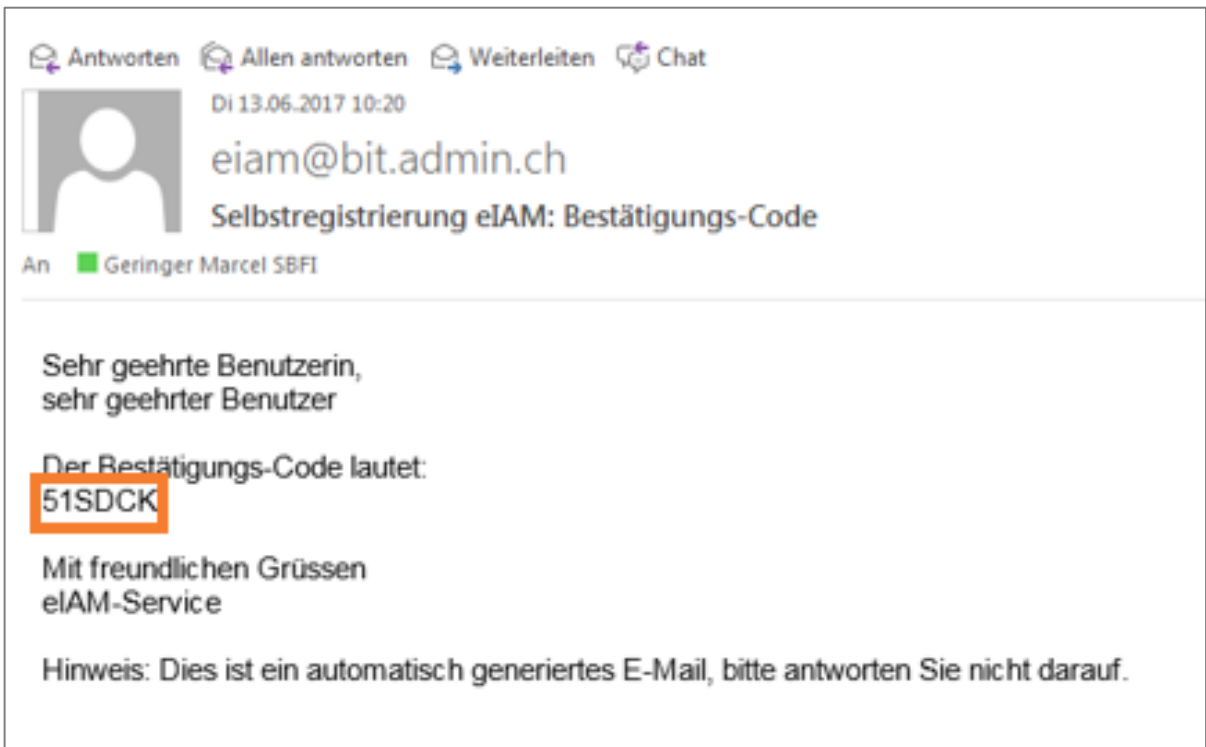 Antworten Allen antworten Weiterleiten Chat
Di 13.06.2017 10:20
eiam@bit.admin.ch
Selbstregistrierung eIAM: Bestätigungs-Code
An Geringer Marcel SBFI
Sehr geehrte Benutzerin,
sehr geehrter Benutzer
Der Bestätigungs-Code lautet:
51SDCK
Mit freundlichen Grüssen
eIAM-Service
Hinweis: Dies ist ein automatisch generiertes E-Mail, bitte antworten Sie nicht darauf.